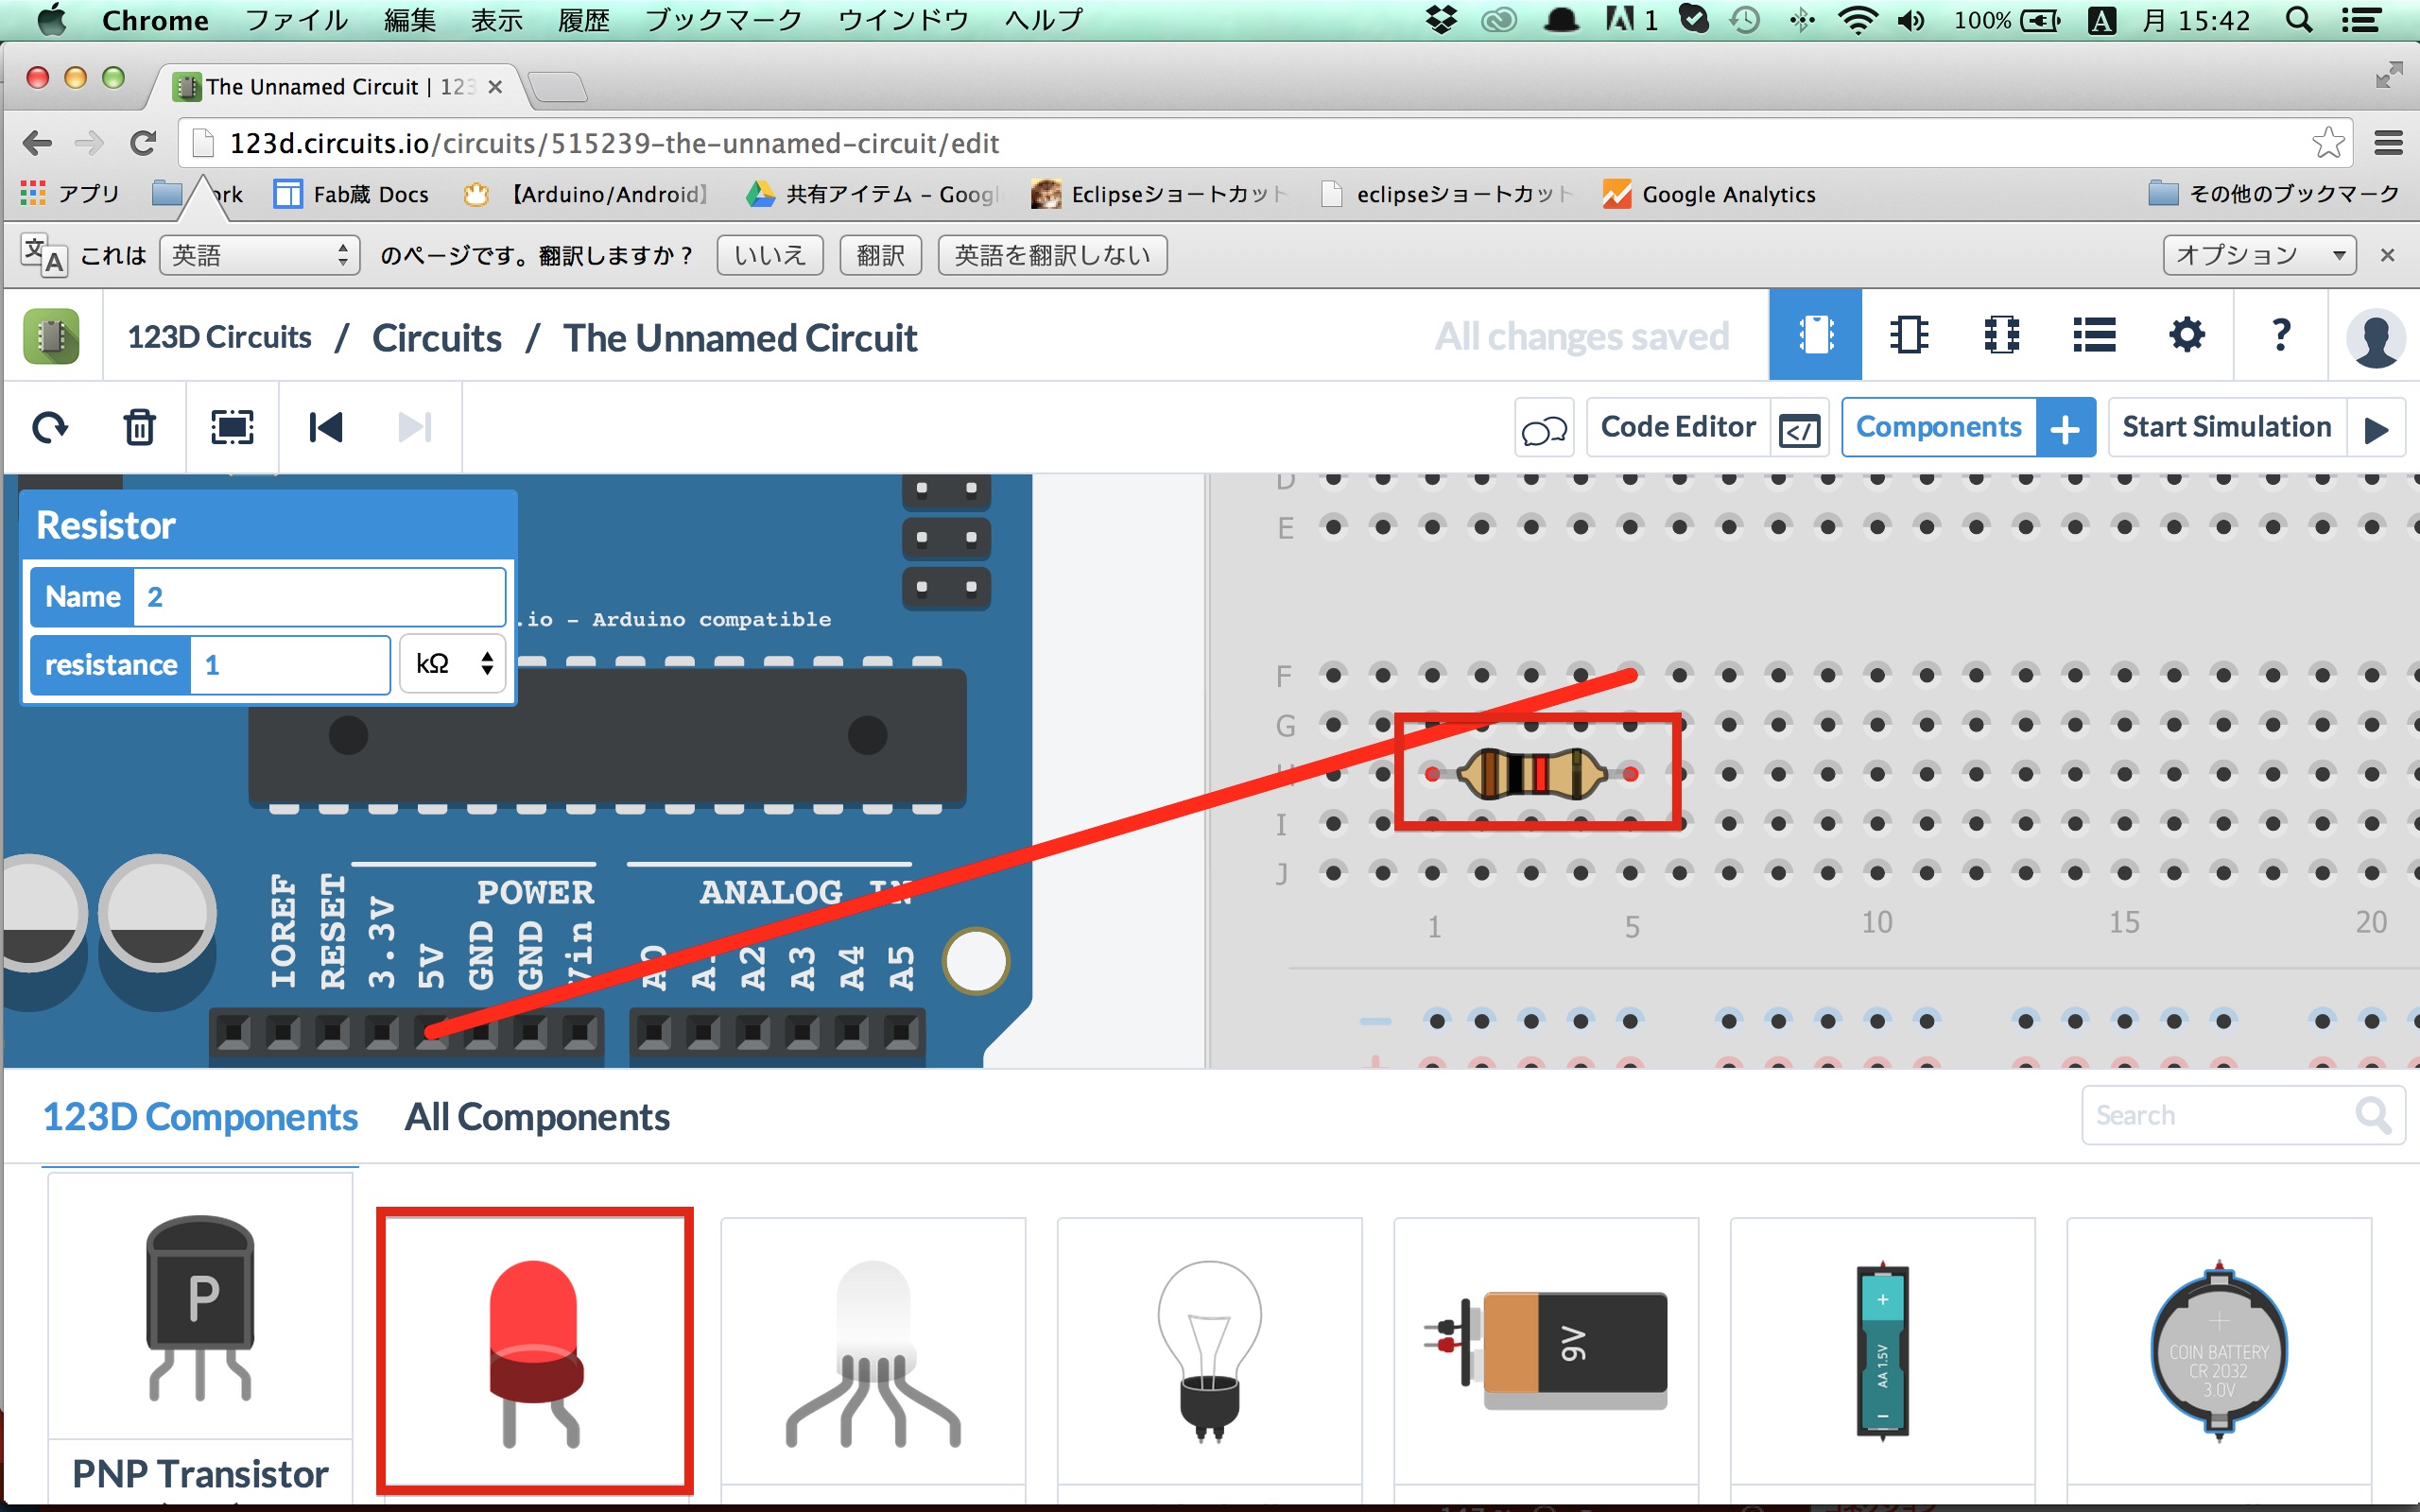 Chrome ファイル 編集 表示 履歴 ブックマーク ウインドウ ヘルプ 1 100% A 月 15:42
The Unnamed Circuit | 123
123d.circuits.io/circuits/515239-the-unnamed-circuit/edit
アプリ Fab蔵 Docs 【Arduino/Android】 共有アイテム – Googl Eclipseショートカット eclipseショートカット Google Analytics その他のブックマーク
文A これは 英語 のページです。翻訳しますか？ いいえ 翻訳 英語を翻訳しない オプション
123D Circuits / Circuits / The Unnamed Circuit All changes saved ?
Code Editor </> Components + Start Simulation
Resistor
Name 2
resistance 1 kΩ
.io – Arduino compatible
D
E
F
G
I
J
1 5 10 15 20
POWER ANALOG IN
IOREF RESET 3.3V 5V GND GND Vin A0 A1 A2 A3 A4 A5
123D Components All Components Search
P
9V
+ AA 1.5V –
COIN BATTERY
CR 2032
3.0V
PNP Transistor